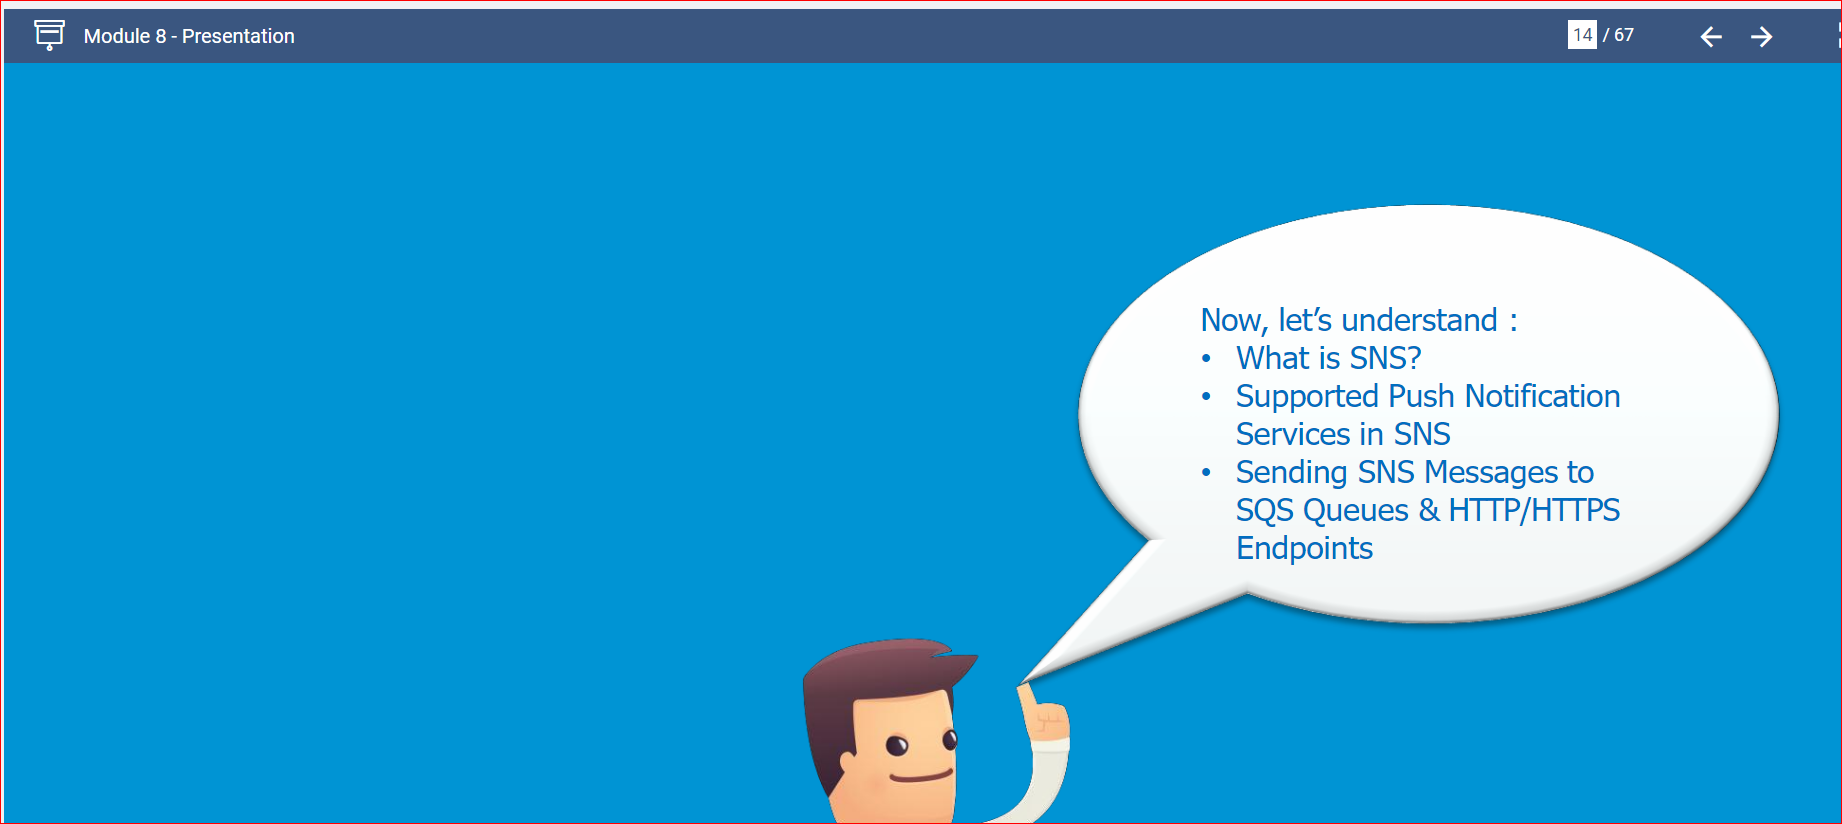 Module 8 - Presentation
14 / 67
Now, let’s understand :
• What is SNS?
• Supported Push Notification
Services in SNS
• Sending SNS Messages to
SQS Queues & HTTP/HTTPS
Endpoints